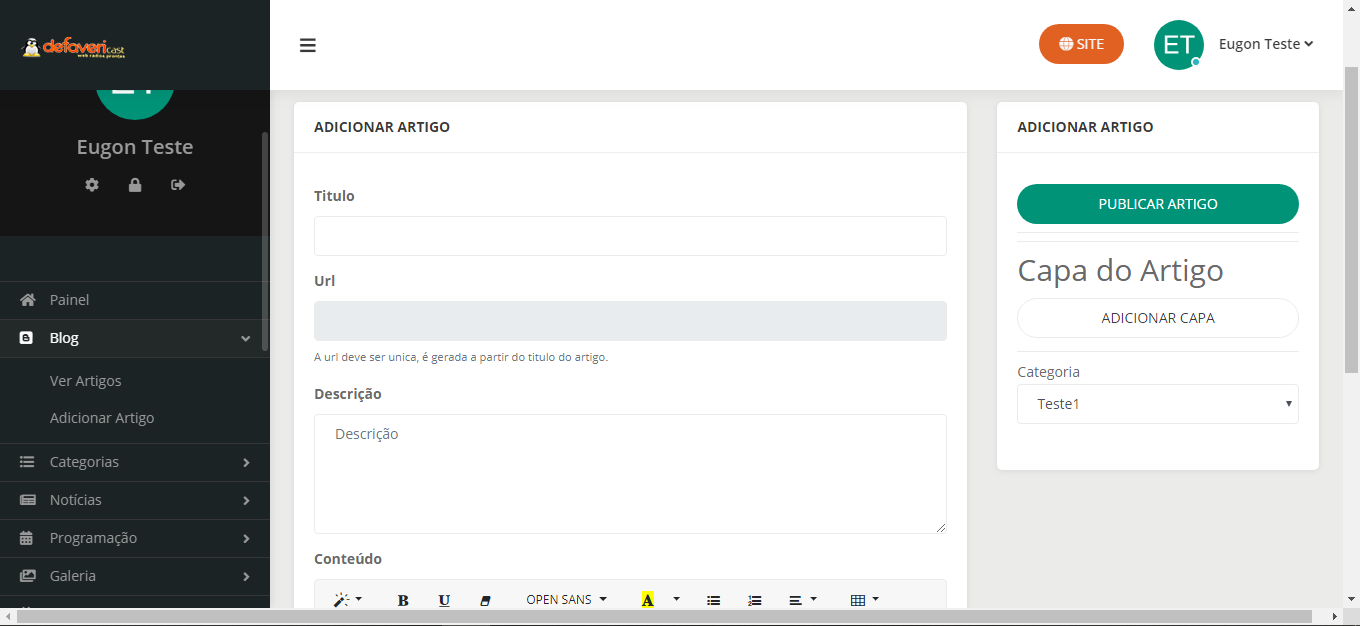 defavericast
web rádios prontas
SITE
ET
Eugon Teste
Eugon Teste
Painel
Blog
Ver Artigos
Adicionar Artigo
Categorias
Notícias
Programação
Galeria
ADICIONAR ARTIGO
Titulo
Url
A url deve ser unica, é gerada a partir do titulo do artigo.
Descrição
Descrição
Conteúdo
B U OPEN SANS A
ADICIONAR ARTIGO
PUBLICAR ARTIGO
Capa do Artigo
ADICIONAR CAPA
Categoria
Teste1